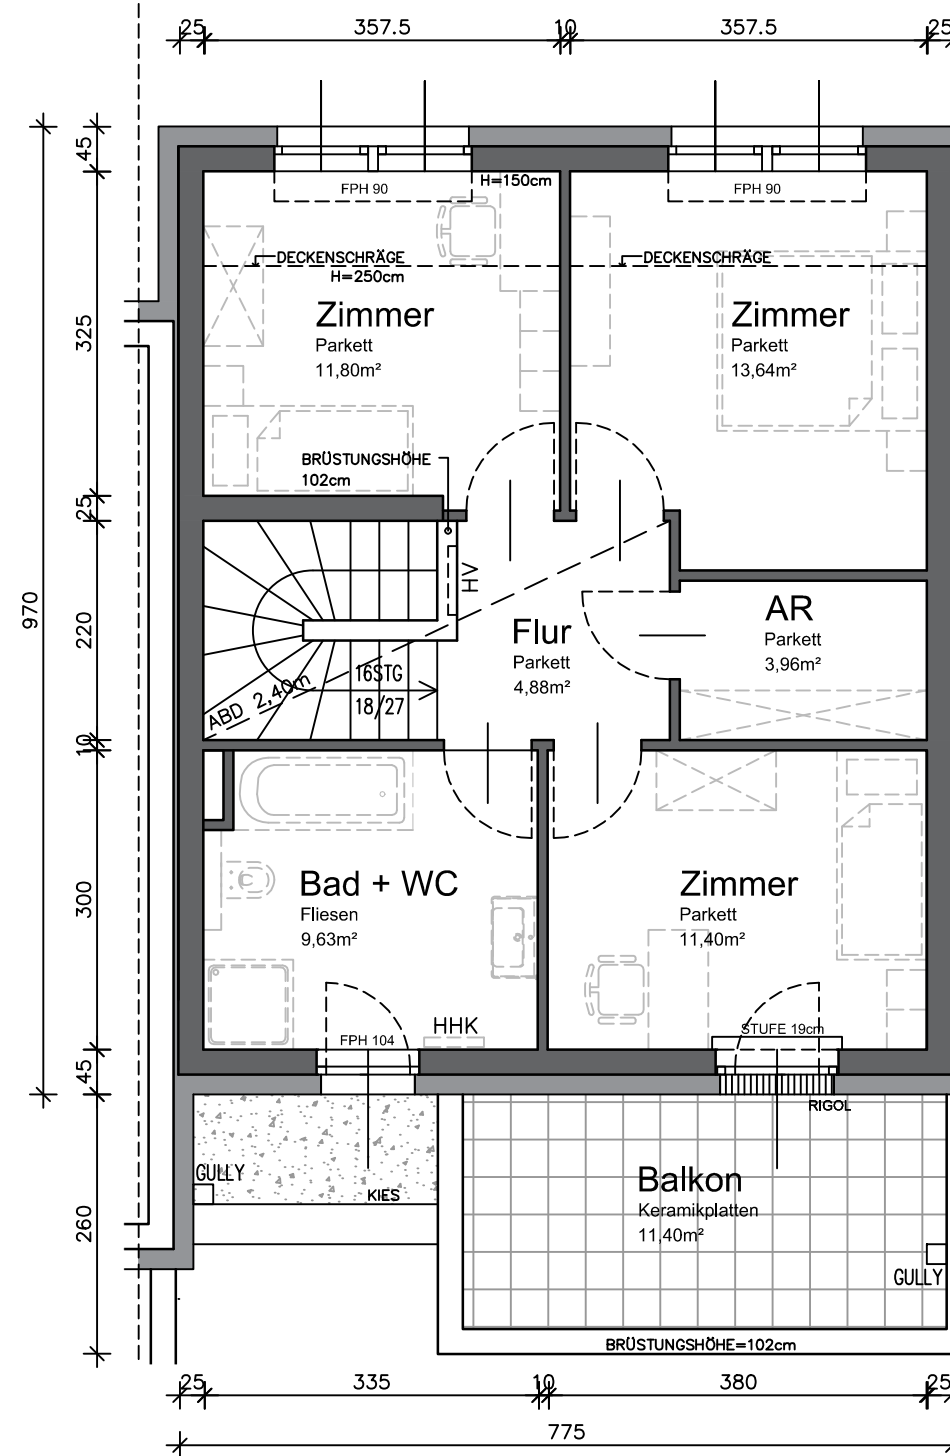 25
357.5
10
357.5
25
45
325
25
220
10
300
45
260
970
FPH 90
H=150cm
FPH 90
DECKENSCHRÄGE
H=250cm
DECKENSCHRÄGE
Zimmer
Parkett
11,80m²
Zimmer
Parkett
13,64m²
BRÜSTUNGSHÖHE
102cm
HV
Flur
Parkett
4,88m²
AR
Parkett
3,96m²
ABD 2,40m
16STG
18/27
Bad + WC
Fliesen
9,63m²
Zimmer
Parkett
11,40m²
FPH 104
HHK
STUFE 19cm
RIGOL
GULLY
KIES
Balkon
Keramikplatten
11,40m²
GULLY
BRÜSTUNGSHÖHE=102cm
25
335
10
380
25
775